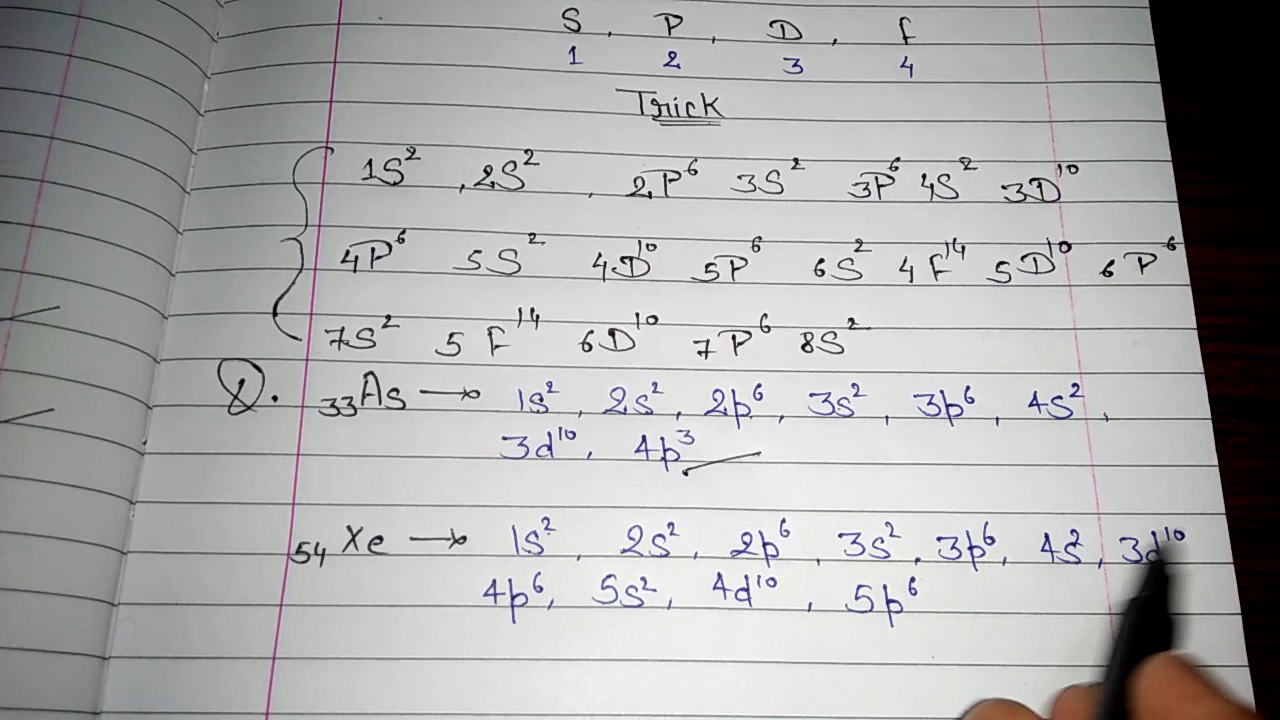 S, P, D, f
1 2 3 4
Trick
1S², 2S², 2P⁶ 3S² 3P⁶ 4S² 3D¹⁰
4P⁶ 5S² 4D¹⁰ 5P⁶ 6S² 4F¹⁴ 5D¹⁰ 6P⁶
7S² 5F¹⁴ 6D¹⁰ 7P⁶ 8S²
Q. ₃₃As → 1s², 2s², 2p⁶, 3s², 3p⁶, 4s²,
3d¹⁰, 4p³
₅₄Xe → 1s², 2s², 2p⁶, 3s², 3p⁶, 4s², 3d¹⁰
4p⁶, 5s², 4d¹⁰, 5p⁶